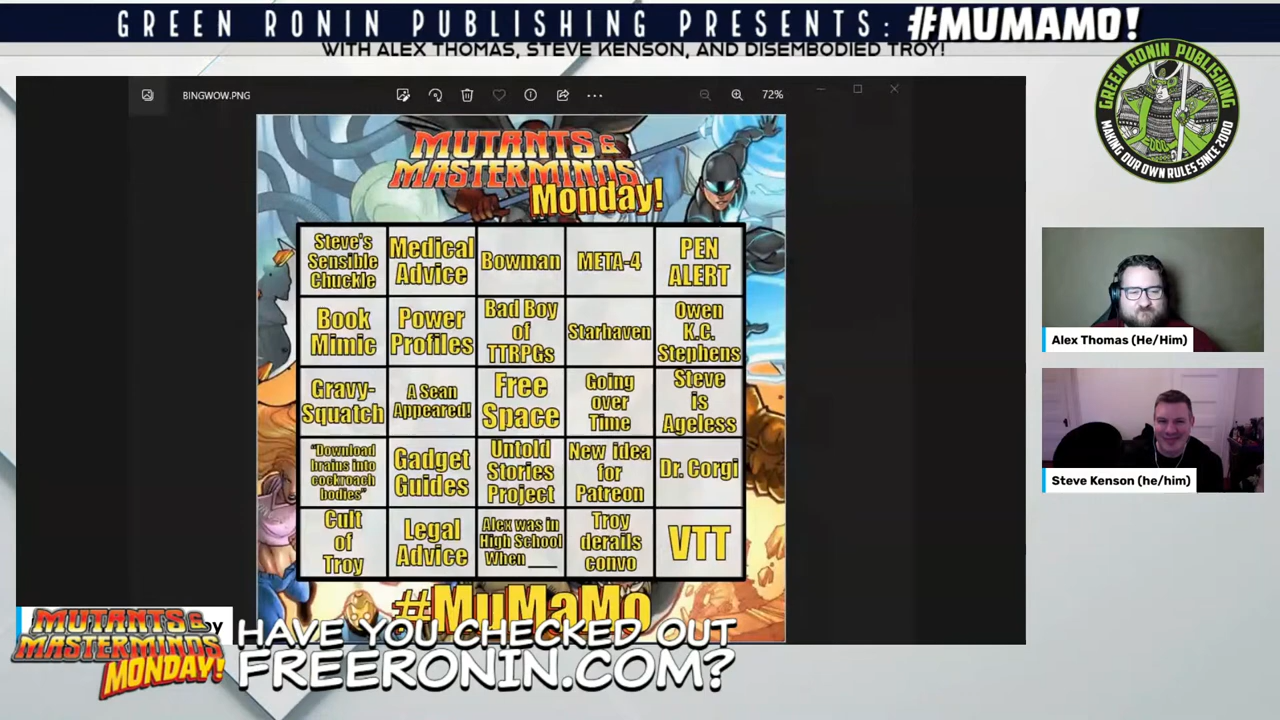 GREEN RONIN PUBLISHING PRESENTS: #MUMAMO!
WITH ALEX THOMAS, STEVE KENSON, AND DISEMBODIED TROY!
GREEN RONIN PUBLISHING
MAKING OUR OWN RULES SINCE 2000
BINGWOW.PNG
72%
MUTANTS &
MASTERMINDS
Monday!
Steve's
Sensible
Chuckle
Medical
Advice
Bowman
META-4
PEN
ALERT
Book
Mimic
Power
Profiles
Bad Boy
of
TTRPGs
Starhaven
Owen
K.C.
Stephens
Gravy-
Squatch
A Sean
Appeared!
Free
Space
Going
over
Time
Steve
is
Ageless
"Download
brains into
cockroach
bodies"
Gadget
Guides
Untold
Stories
Project
New idea
for
Patreon
Dr. Corgi
Cult
of
Troy
Legal
Advice
Alex was in
High School
When ___
Troy
derails
convo
VTT
#MuMaMo
Alex Thomas (He/Him)
Steve Kenson (he/him)
MUTANTS &
MASTERMINDS
MONDAY!
HAVE YOU CHECKED OUT
FREERONIN.COM?